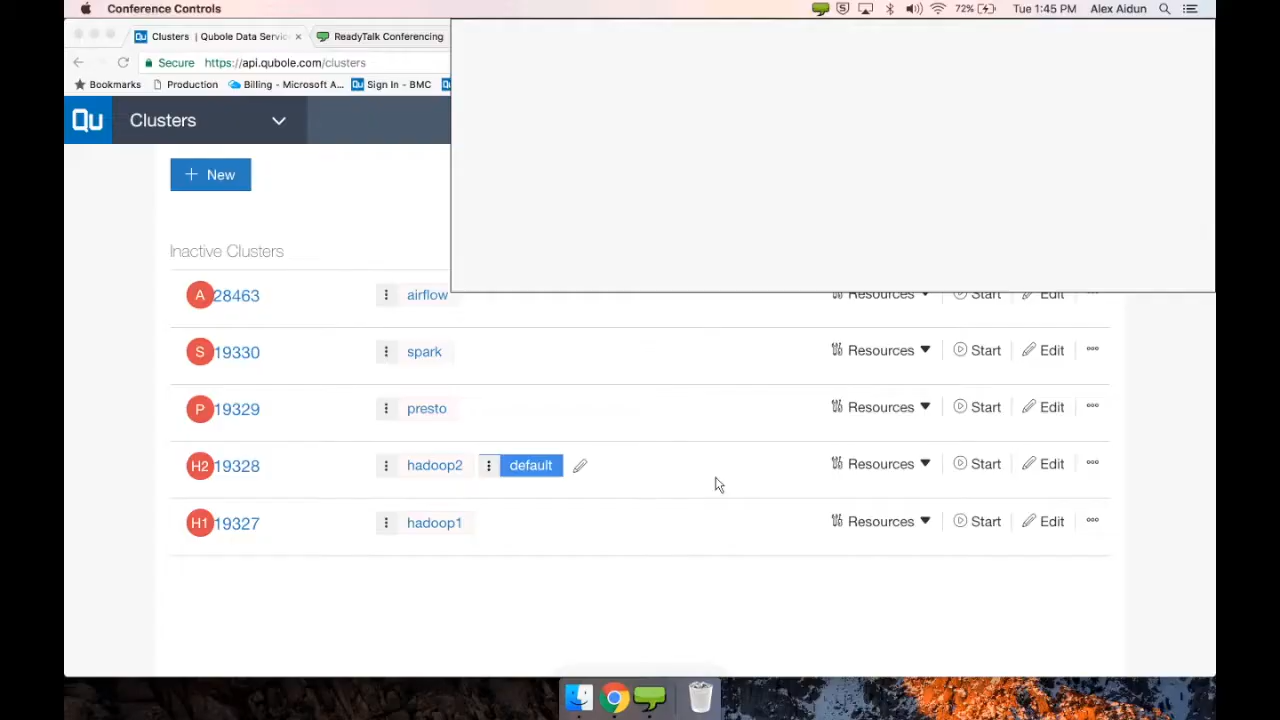 Conference Controls 5 72% Tue 1:45 PM Alex Aidun
Clusters | Qubole Data Servic ReadyTalk Conferencing
Secure https://api.qubole.com/clusters
Bookmarks Production Billing - Microsoft A... Sign In - BMC Qu
Qu Clusters
New
Inactive Clusters
A 28463 airflow Resources Start Edit
S 19330 spark Resources Start Edit
P 19329 presto Resources Start Edit
H2 19328 hadoop2 default Resources Start Edit
H1 19327 hadoop1 Resources Start Edit